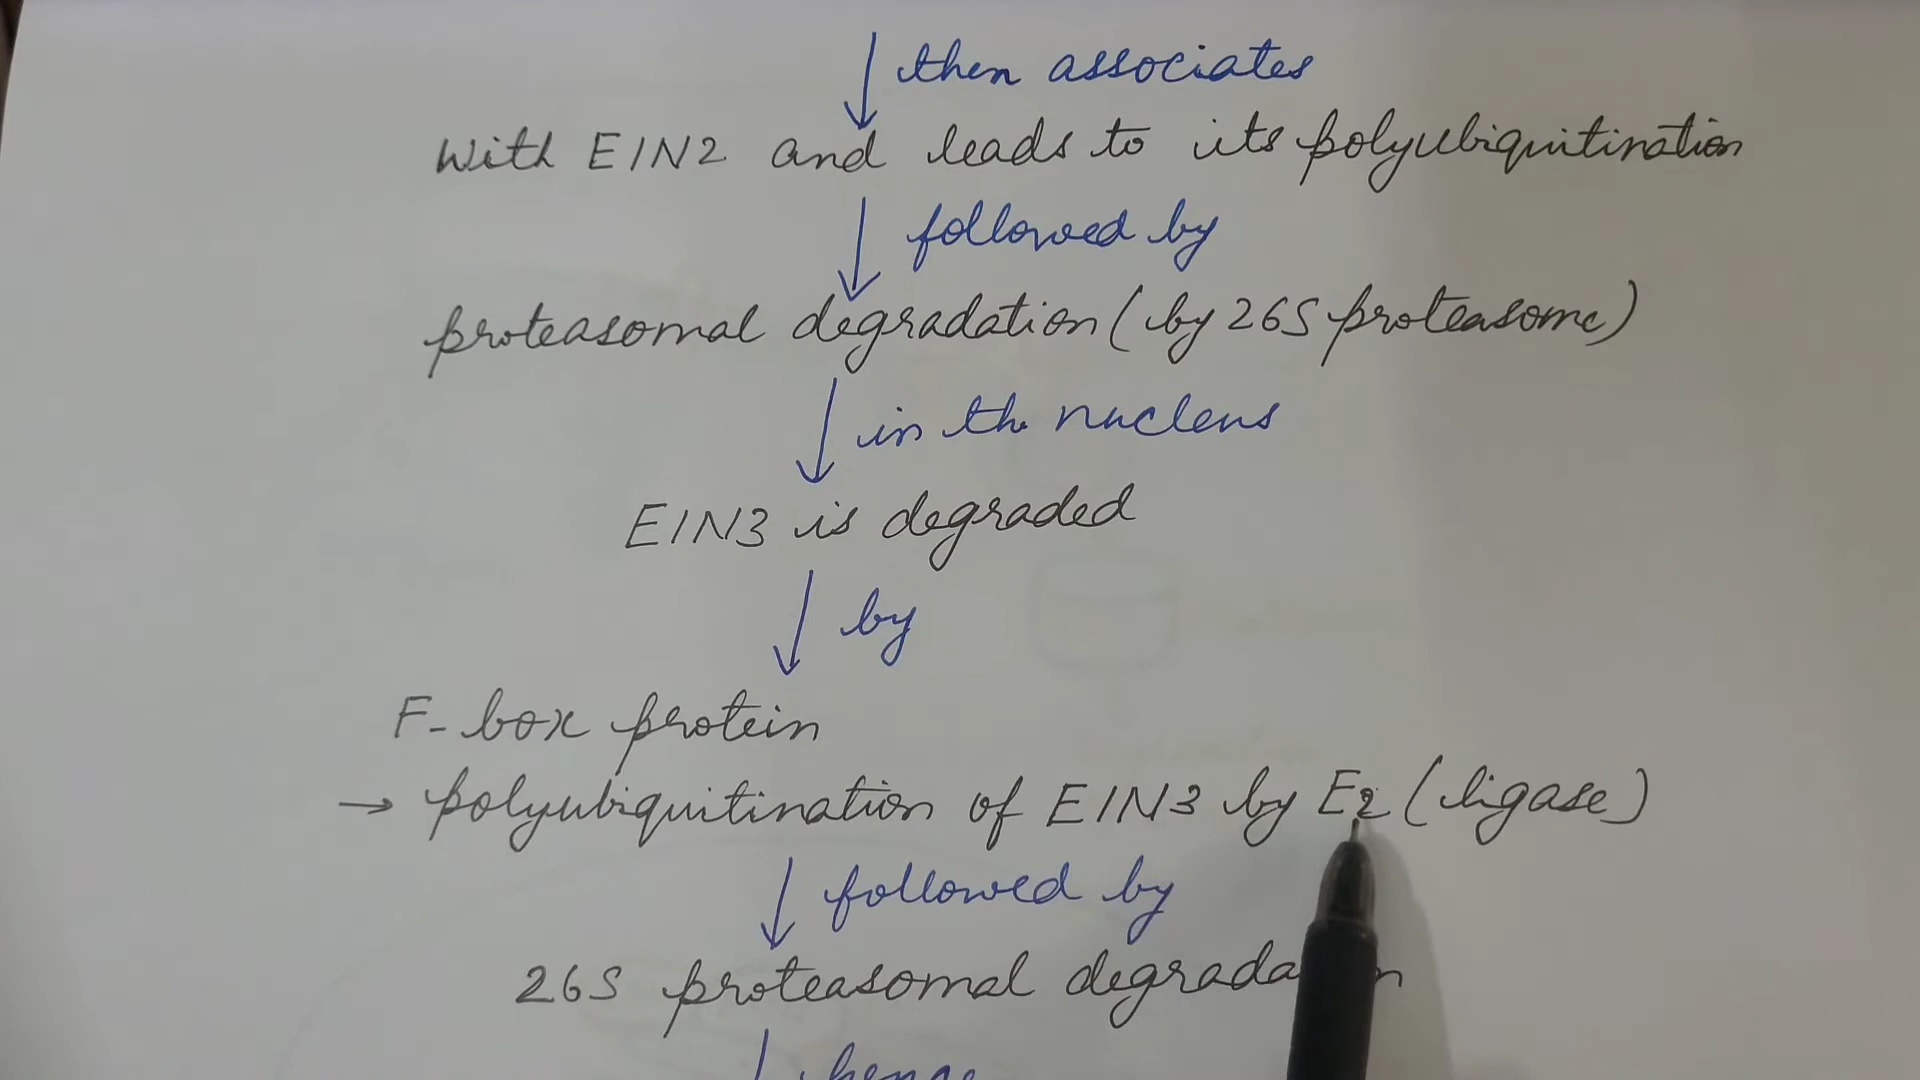 then associates
With EIN2 and leads to its polyubiquitination
followed by
proteasomal degradation (by 26S proteasome)
in the nucleus
EIN3 is degraded
by
F-box protein
→ polyubiquitination of EIN3 by E2 (ligase)
followed by
26S proteasomal
hence